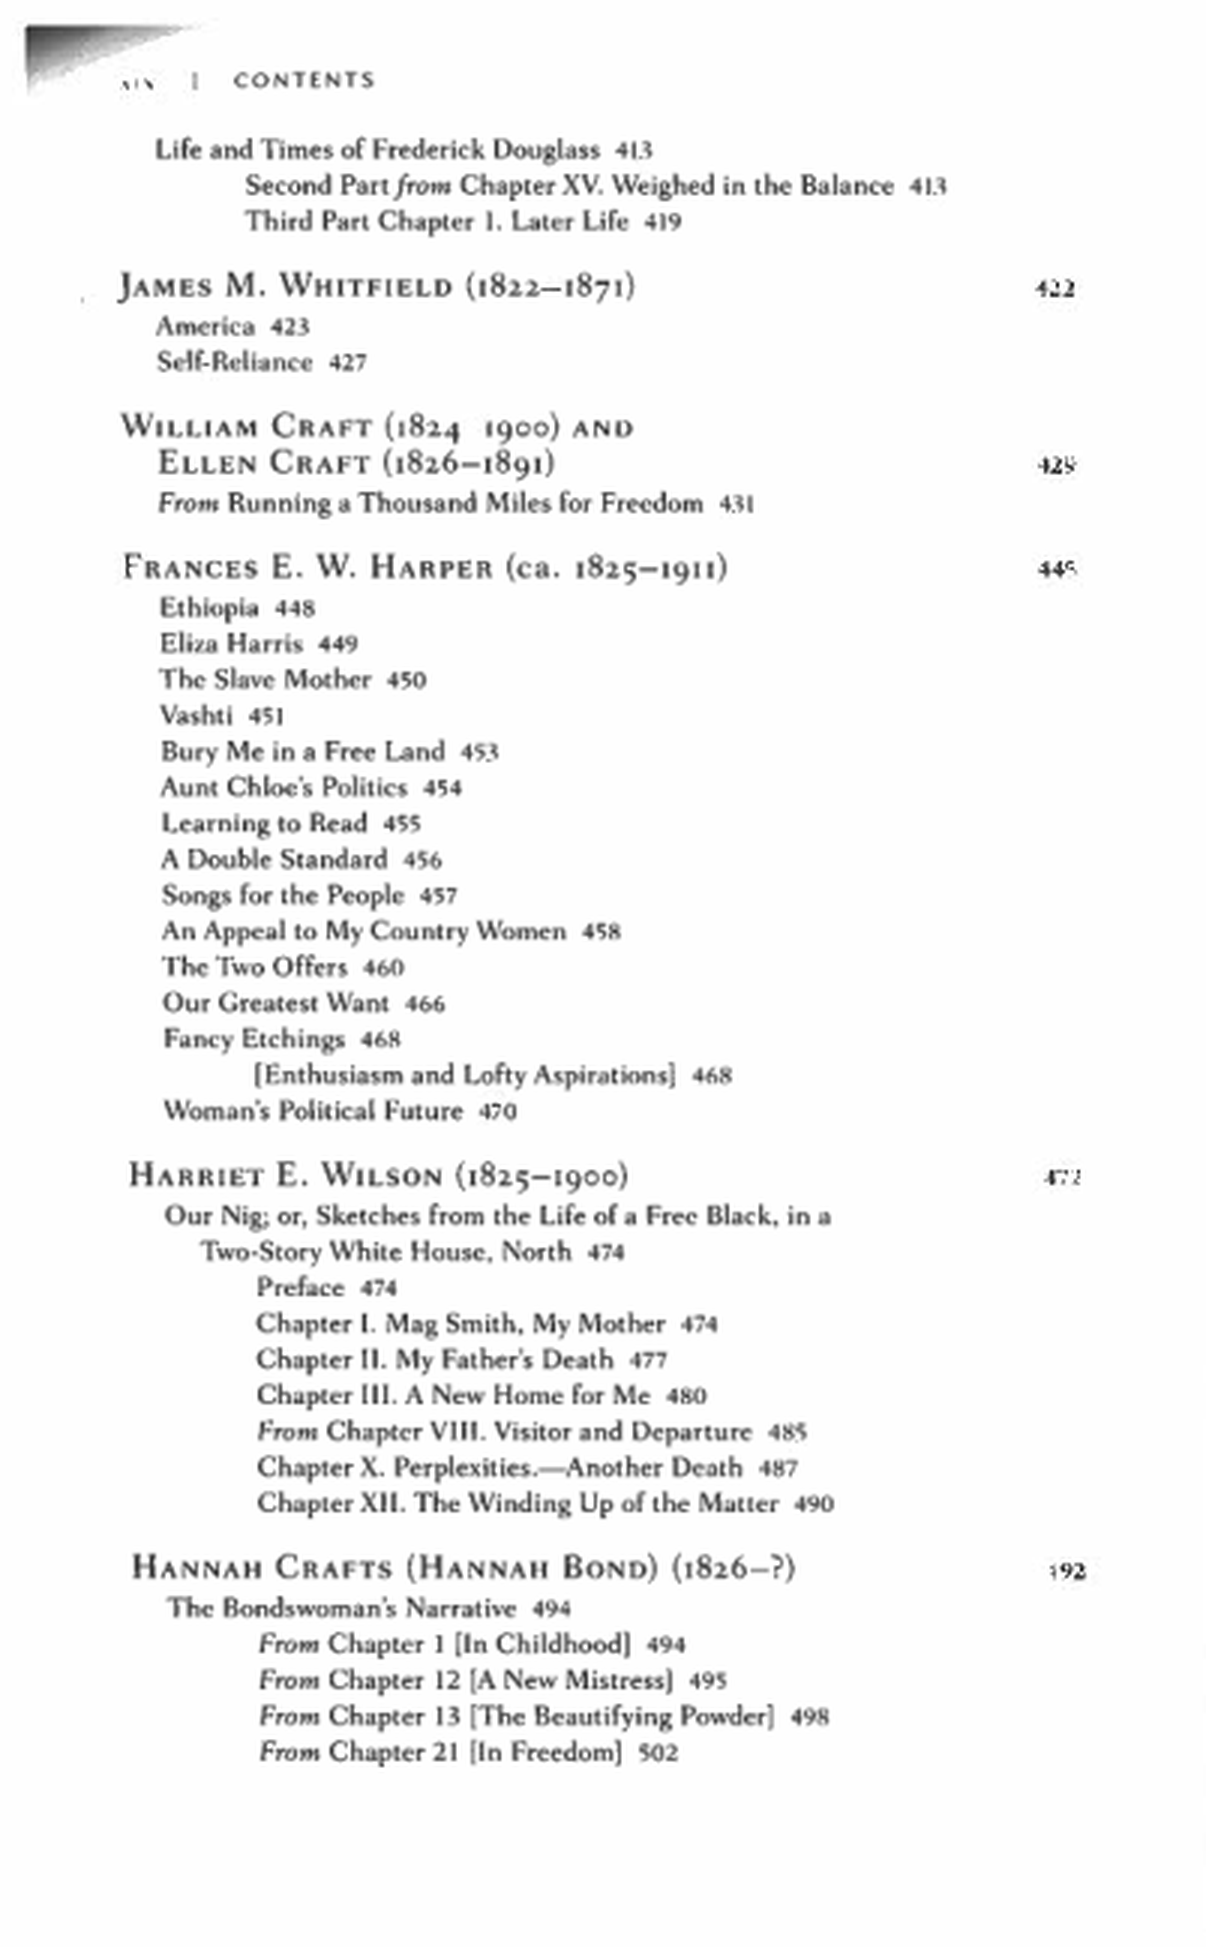 CONTENTS
Life and Times of Frederick Douglass 413
Second Part from Chapter XV. Weighed in the Balance 413
Third Part Chapter 1. Later Life 419
JAMES M. WHITFIELD (1822–1871) 422
America 423
Self-Reliance 427
WILLIAM CRAFT (1824 1900) AND
ELLEN CRAFT (1826–1891)
From Running a Thousand Miles for Freedom 431
FRANCES E. W. HARPER (ca. 1825–1911)
Ethiopia 448
Eliza Harris 449
The Slave Mother 450
Vashti 451
Bury Me in a Free Land 453
Aunt Chloe's Politics 454
Learning to Read 455
A Double Standard 456
Songs for the People 457
An Appeal to My Country Women 458
The Two Offers 460
Our Greatest Want 466
Fancy Etchings 468
[Enthusiasm and Lofty Aspirations] 468
Woman's Political Future 470
HARRIET E. WILSON (1825–1900)
Our Nig; or, Sketches from the Life of a Free Black, in a
Two-Story White House, North 474
Preface 474
Chapter I. Mag Smith, My Mother 474
Chapter II. My Father's Death 477
Chapter III. A New Home for Me 480
From Chapter VIII. Visitor and Departure 485
Chapter X. Perplexities.—Another Death 487
Chapter XII. The Winding Up of the Matter 490
HANNAH CRAFTS (HANNAH BOND) (1826–?)
The Bondswoman's Narrative 494
From Chapter 1 [In Childhood] 494
From Chapter 12 [A New Mistress] 495
From Chapter 13 [The Beautifying Powder] 498
From Chapter 21 [In Freedom] 502